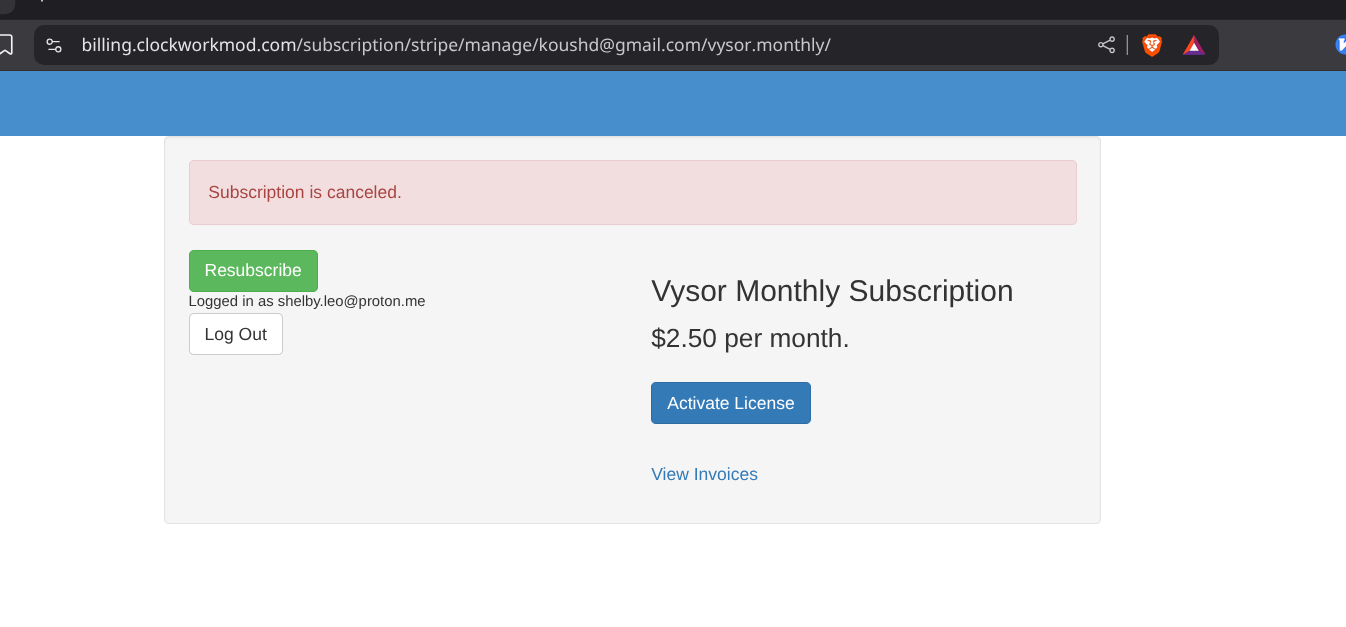 billing.clockworkmod.com/subscription/stripe/manage/koushd@gmail.com/vysor.monthly/
Subscription is canceled.
Resubscribe
Logged in as shelby.leo@proton.me
Log Out
Vysor Monthly Subscription
$2.50 per month.
Activate License
View Invoices